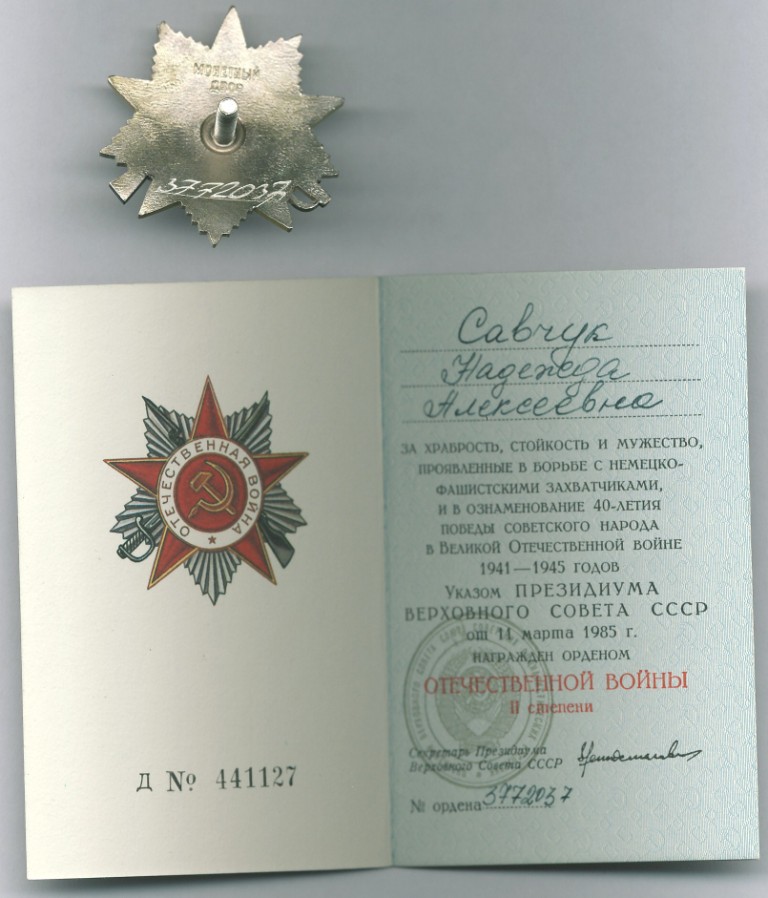 МОНЕТНЫЙ
ДВОР
3772037
ОТЕЧЕСТВЕННАЯ ВОЙНА
Д № 441127
Савчук
Надежда
Алексеевна
ЗА ХРАБРОСТЬ, СТОЙКОСТЬ И МУЖЕСТВО,
ПРОЯВЛЕННЫЕ В БОРЬБЕ С НЕМЕЦКО-
ФАШИСТСКИМИ ЗАХВАТЧИКАМИ,
И В ОЗНАМЕНОВАНИЕ 40-ЛЕТИЯ
ПОБЕДЫ СОВЕТСКОГО НАРОДА
В ВЕЛИКОЙ ОТЕЧЕСТВЕННОЙ ВОЙНЕ
1941—1945 ГОДОВ
УКАЗОМ ПРЕЗИДИУМА
ВЕРХОВНОГО СОВЕТА СССР
от 11 марта 1985 г.
НАГРАЖДЕН ОРДЕНОМ
ОТЕЧЕСТВЕННОЙ ВОЙНЫ
II степени
Секретарь Президиума
Верховного Совета СССР
№ ордена 3772037